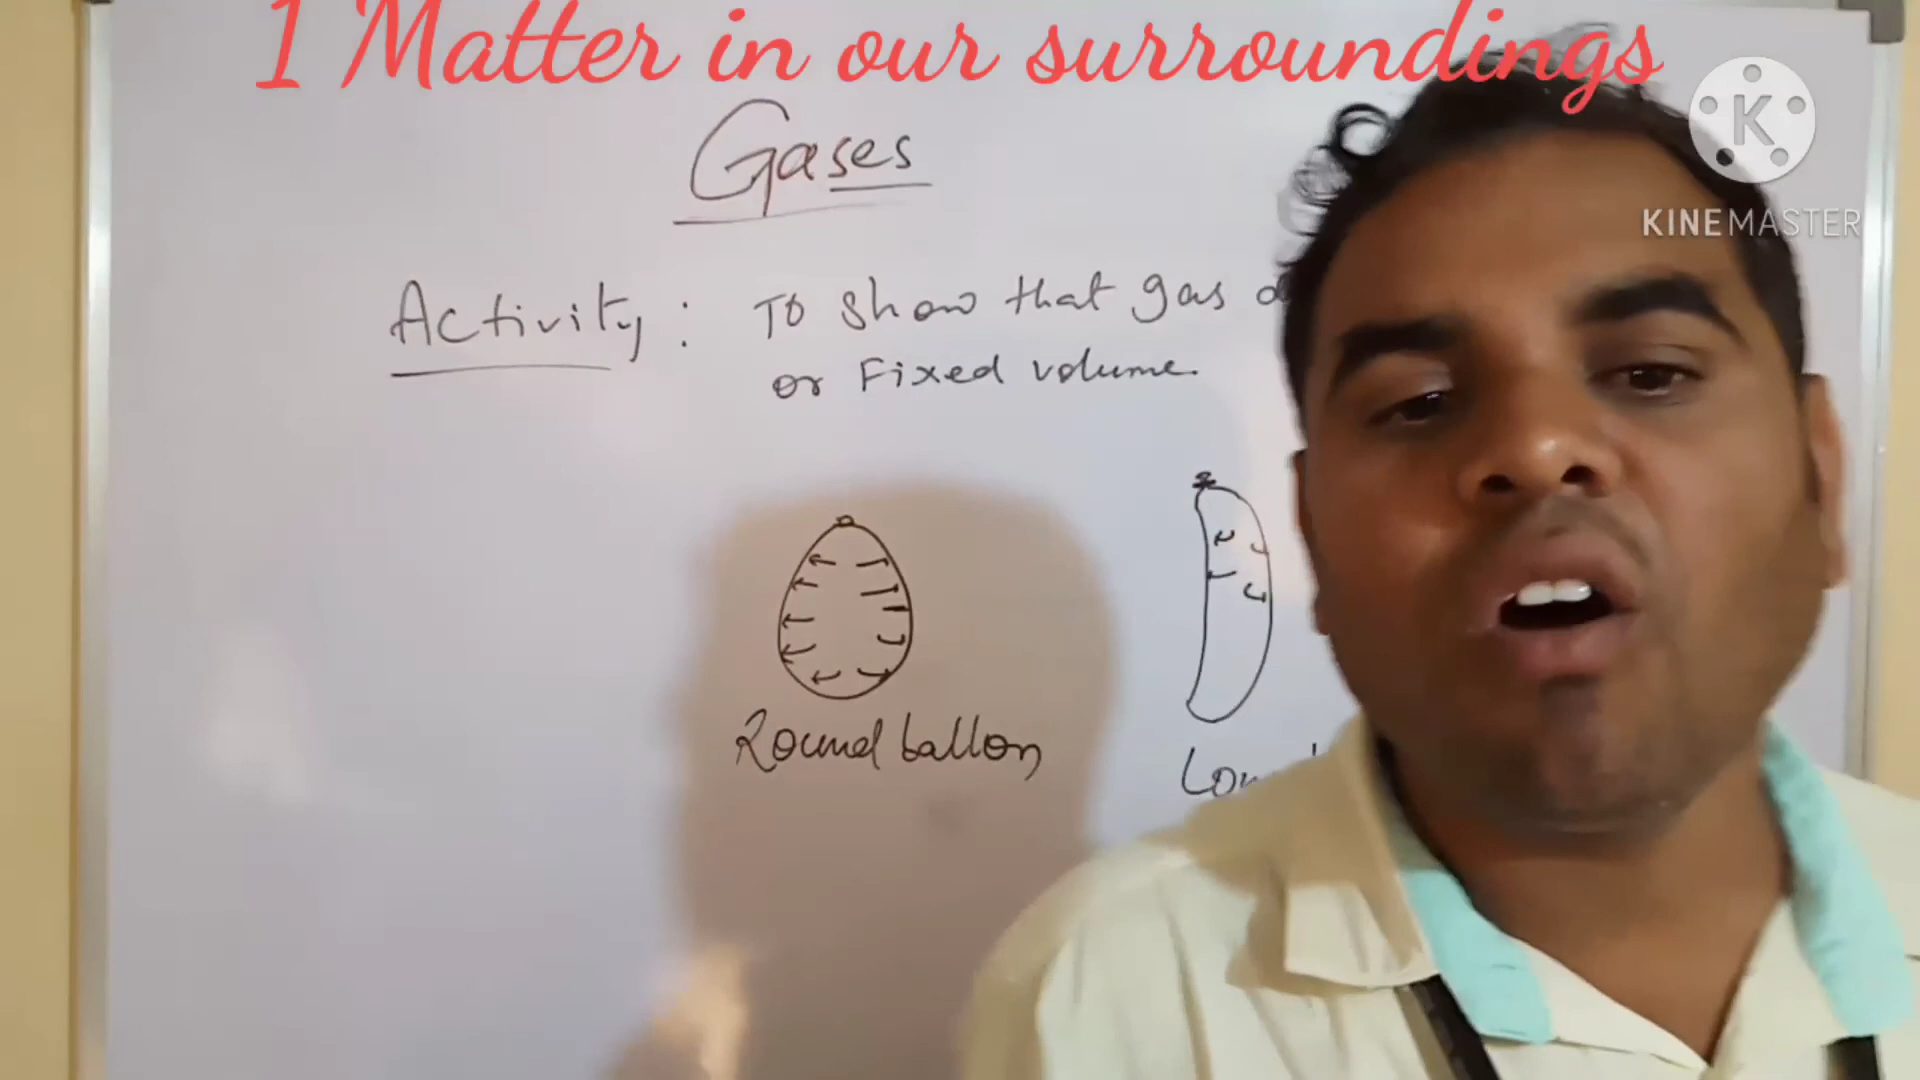 1 Matter in our surroundings
KINEMASTER
Gases
Activity : To show that gas
or Fixed volume.
Round ballon